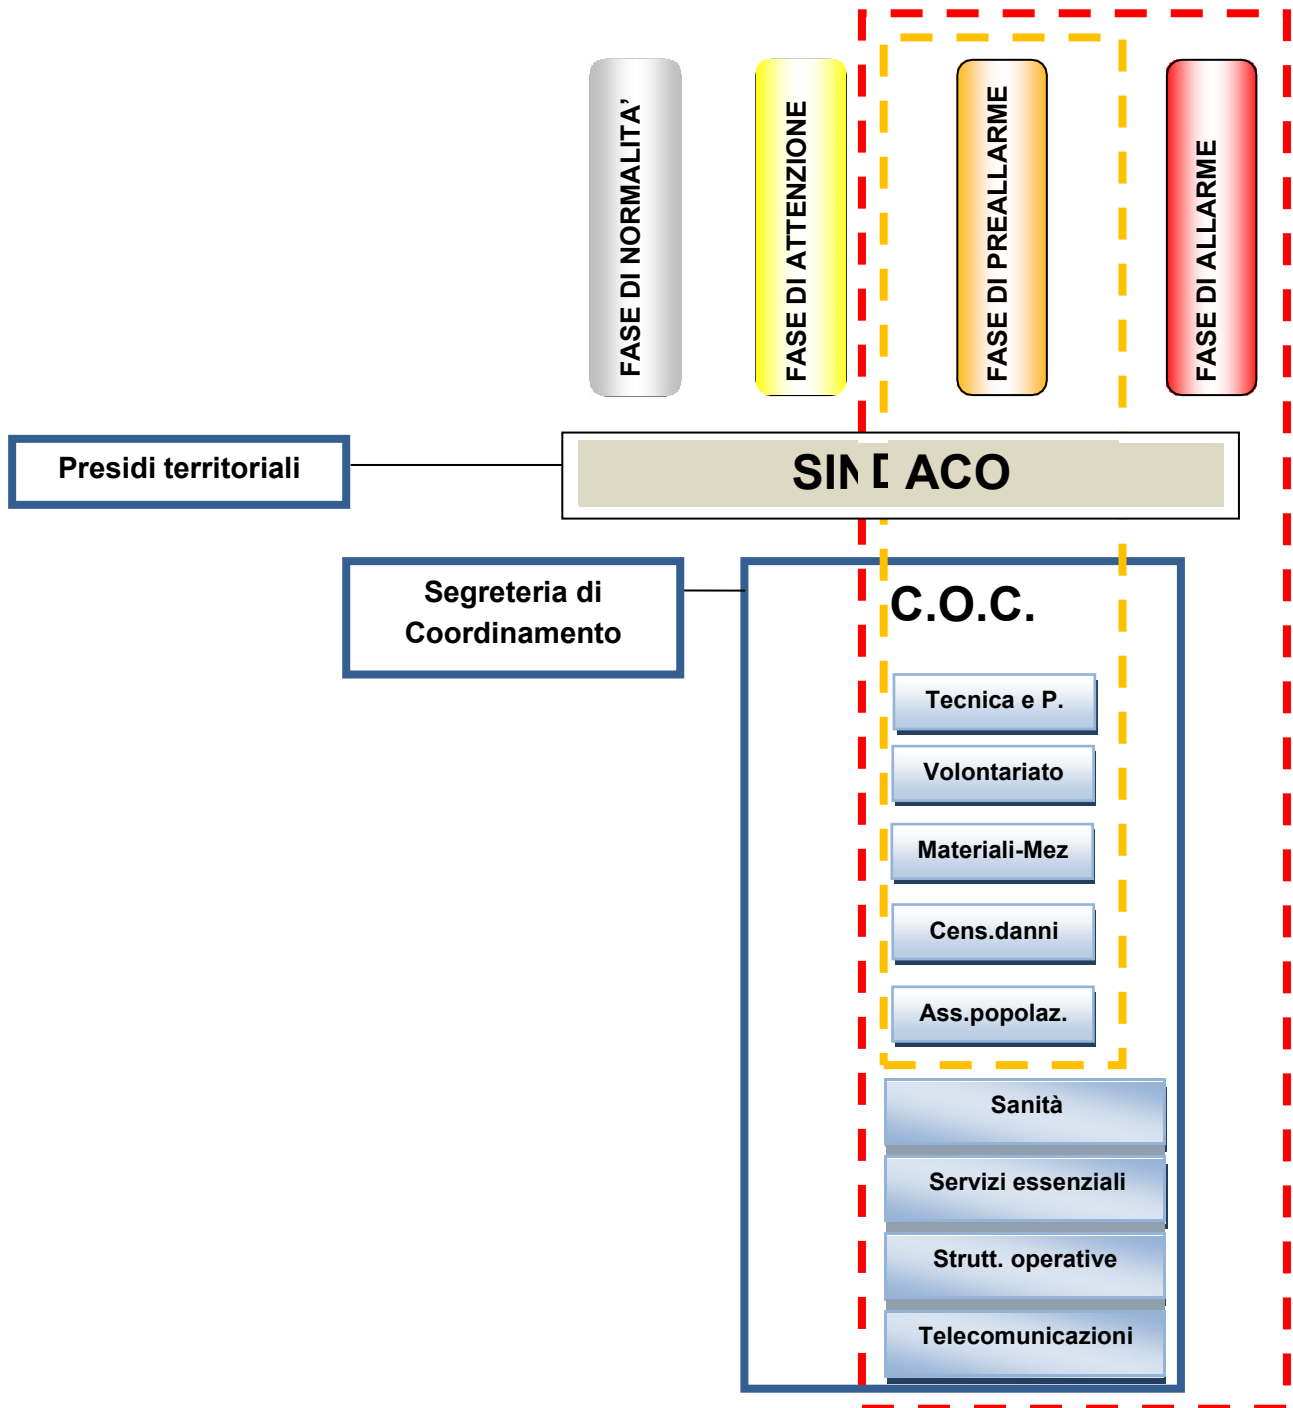 FASE DI NORMALITA’
FASE DI ATTENZIONE
FASE DI PREALLARME
FASE DI ALLARME
Presidi territoriali
SINDACO
Segreteria di
Coordinamento
C.O.C.
Tecnica e P.
Volontariato
Materiali-Mez
Cens.danni
Ass.popolaz.
Sanità
Servizi essenziali
Strutt. operative
Telecomunicazioni